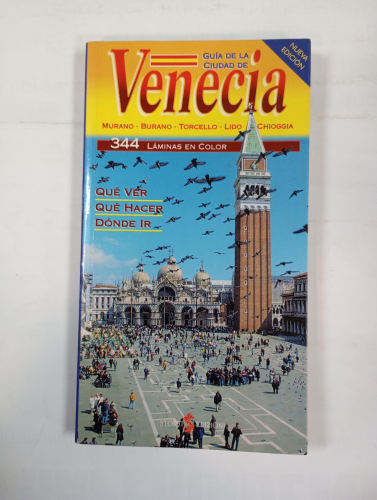 GUÍA DE LA
CIUDAD DE
Venecia
NUEVA
EDICIÓN
MURANO - BURANO - TORCELLO - LIDO - CHIOGGIA
344 LÁMINAS EN COLOR
QUÉ VER
QUÉ HACER
DÓNDE IR